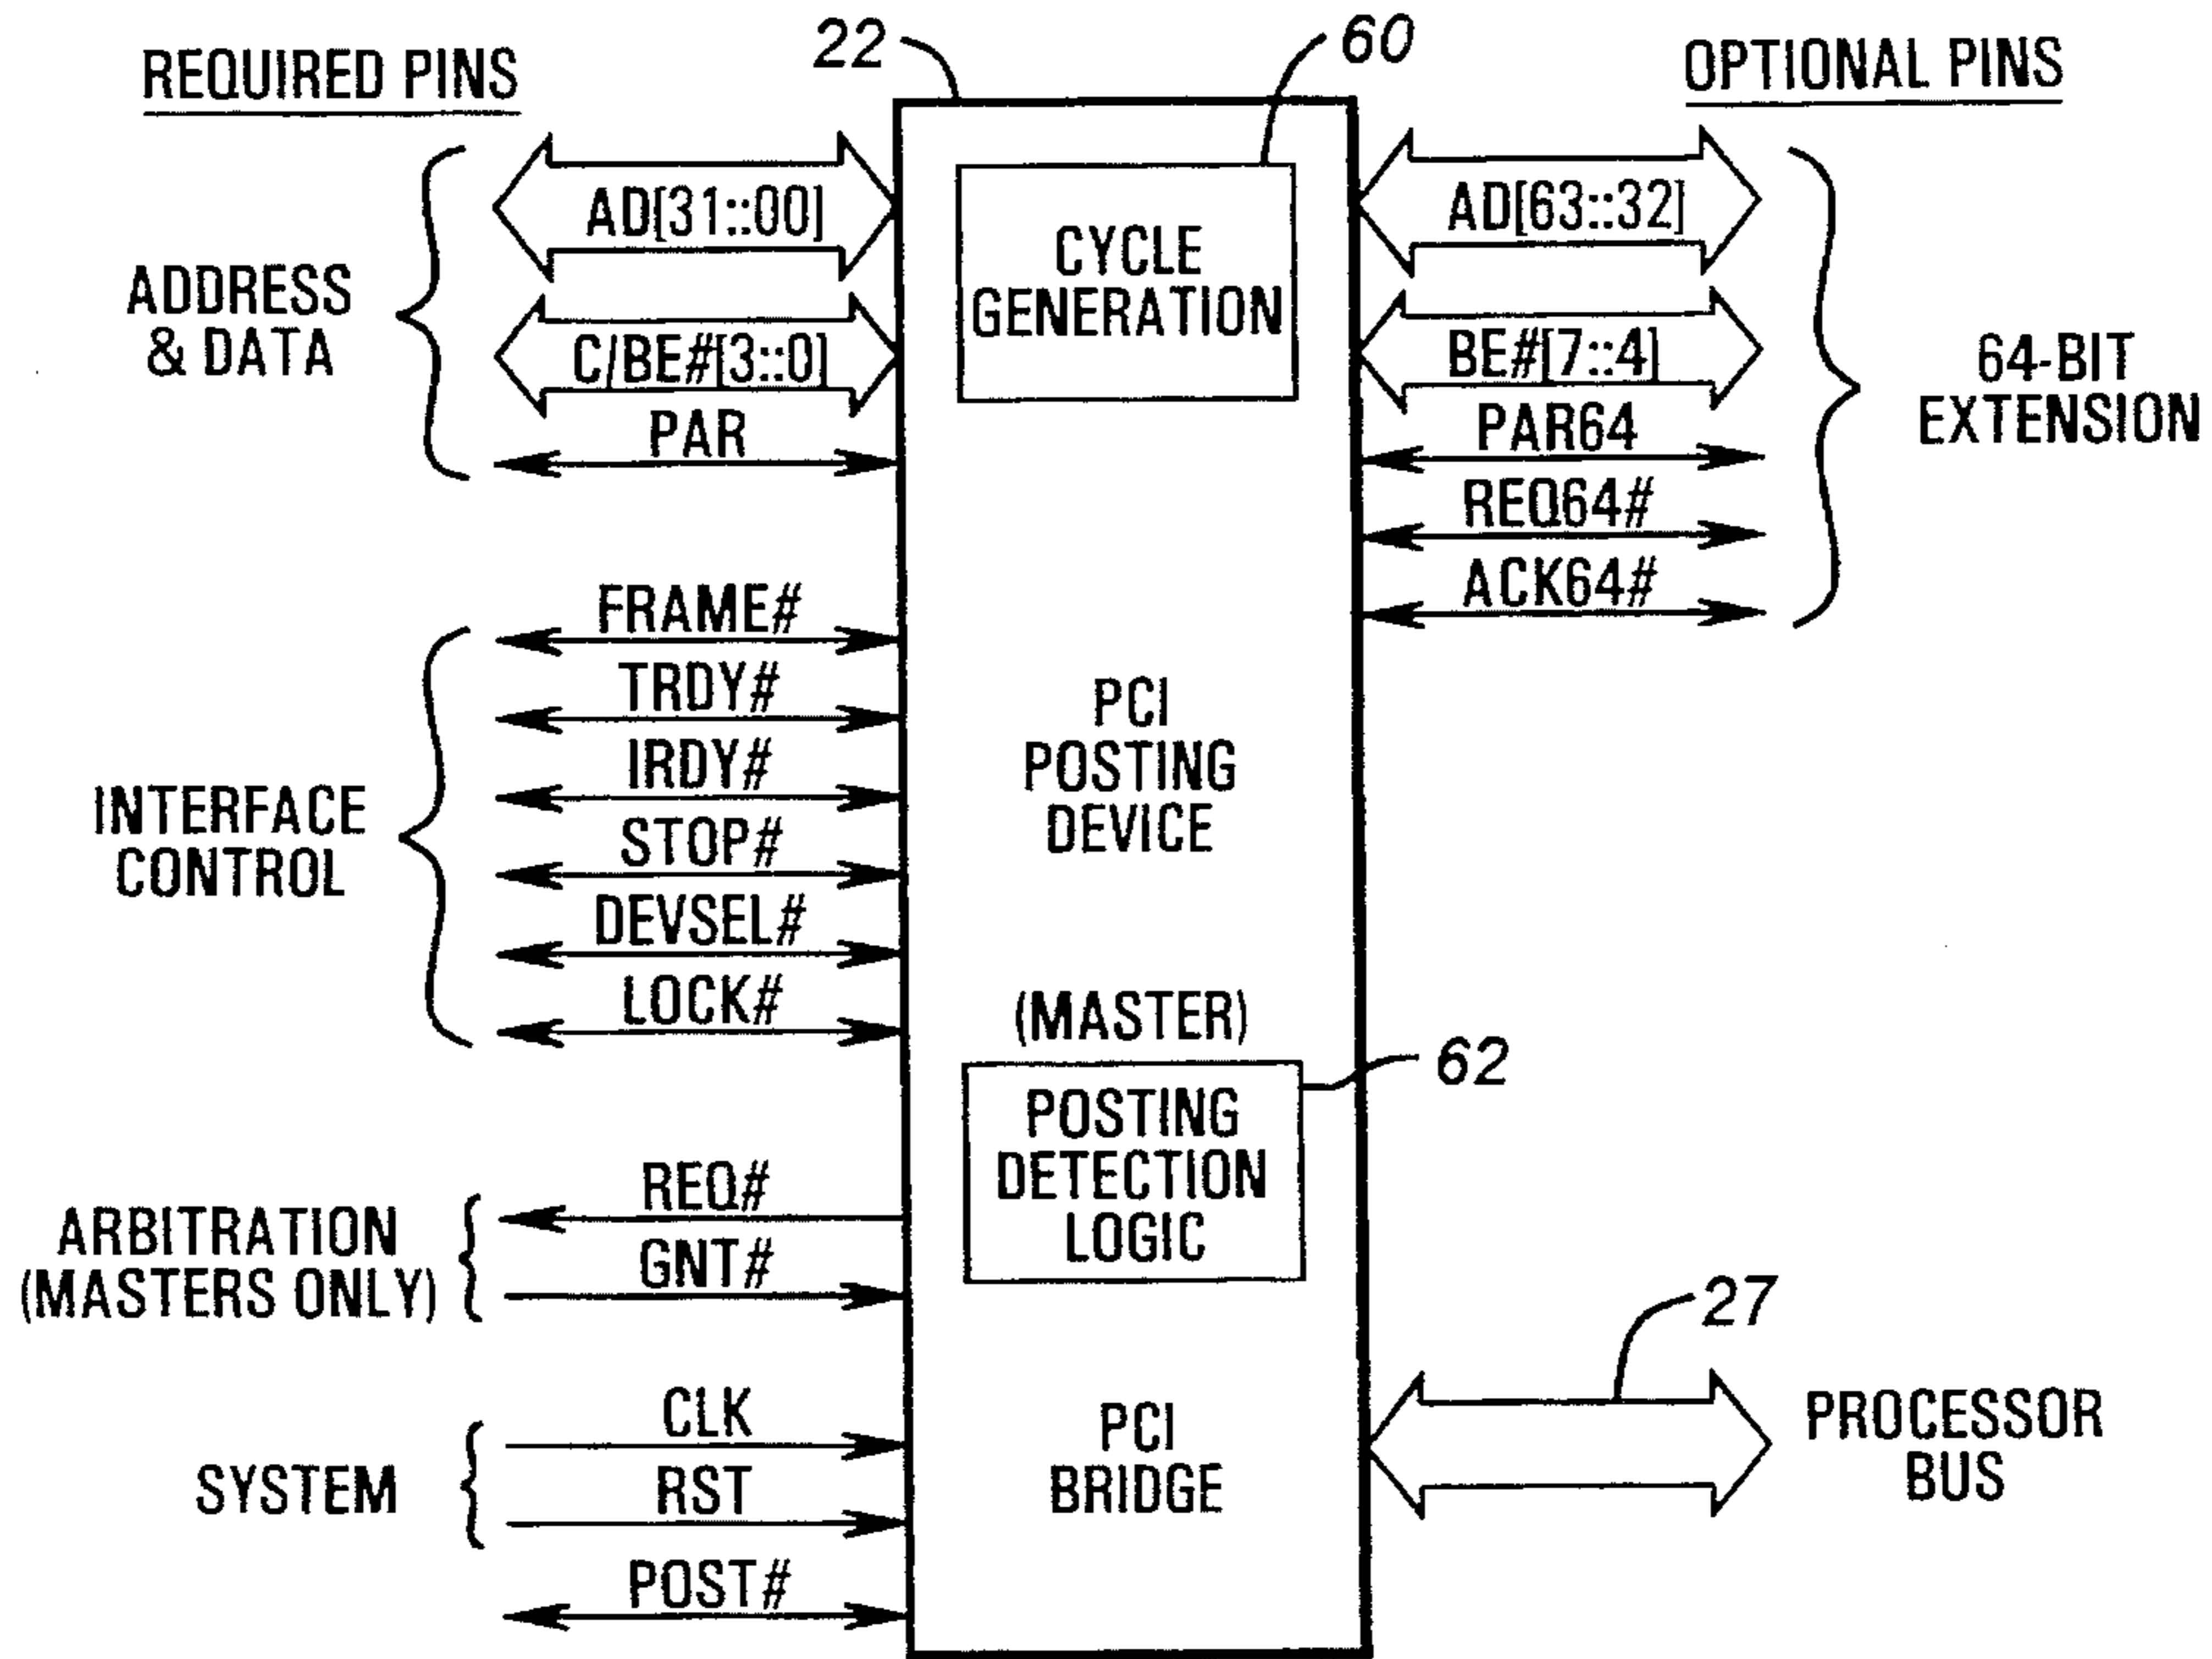 REQUIRED PINS
22
60
OPTIONAL PINS
ADDRESS
& DATA
AD[31::00]
C/BE#[3::0]
PAR
CYCLE
GENERATION
AD[63::32]
BE#[7::4]
PAR64
REQ64#
ACK64#
64-BIT
EXTENSION
INTERFACE
CONTROL
FRAME#
TRDY#
IRDY#
STOP#
DEVSEL#
LOCK#
PCI
POSTING
DEVICE
(MASTER)
62
POSTING
DETECTION
LOGIC
ARBITRATION
(MASTERS ONLY)
REQ#
GNT#
27
SYSTEM
CLK
RST
POST#
PCI
BRIDGE
PROCESSOR
BUS